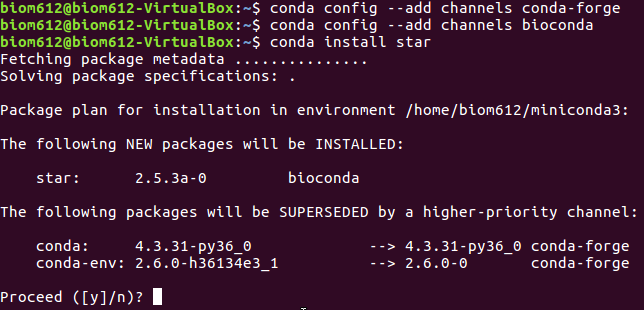 biom612@biom612-VirtualBox:~$ conda config --add channels conda-forge
biom612@biom612-VirtualBox:~$ conda config --add channels bioconda
biom612@biom612-VirtualBox:~$ conda install star
Fetching package metadata ...............
Solving package specifications: .
Package plan for installation in environment /home/biom612/miniconda3:
The following NEW packages will be INSTALLED:
star: 2.5.3a-0 bioconda
The following packages will be SUPERSEDED by a higher-priority channel:
conda: 4.3.31-py36_0 --> 4.3.31-py36_0 conda-forge
conda-env: 2.6.0-h36134e3_1 --> 2.6.0-0 conda-forge
Proceed ([y]/n)?